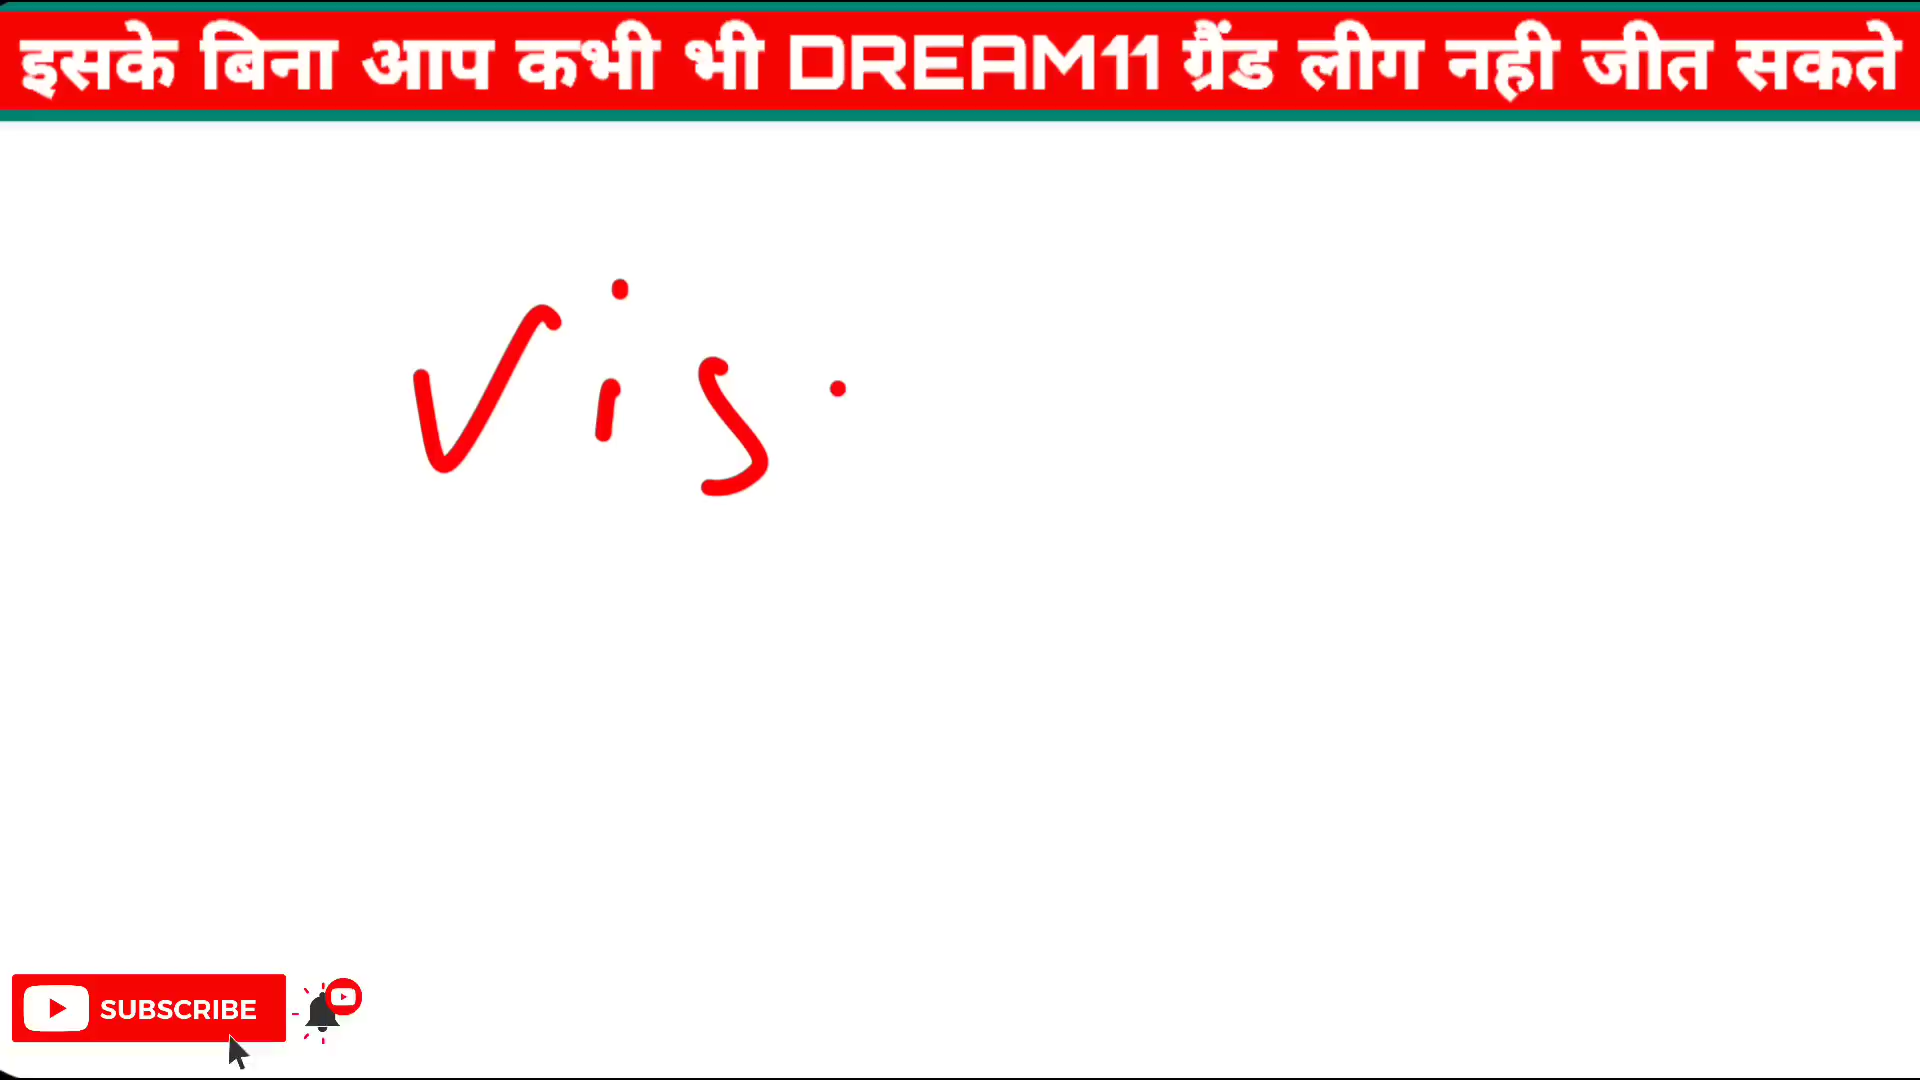 इसके बिना आप कभी भी DREAM11 ग्रैंड लीग नही जीत सकते
Vis
SUBSCRIBE